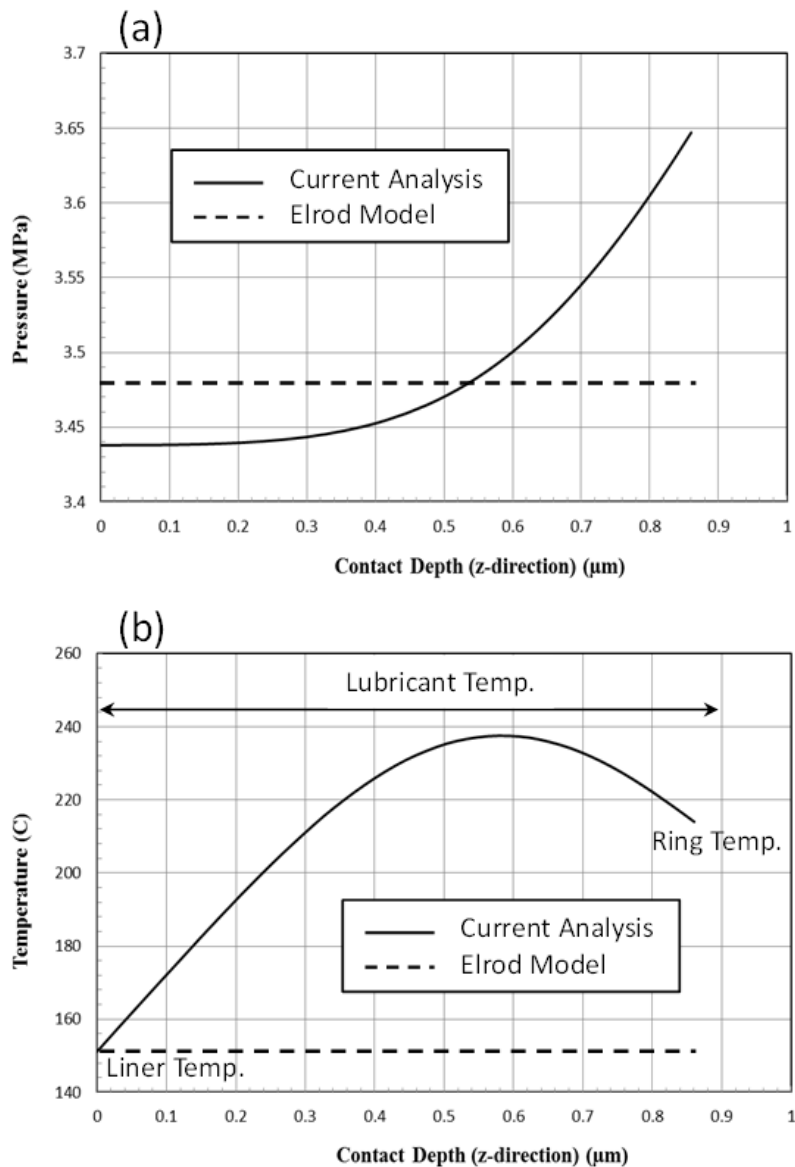 (a)
3.7
3.65
3.6
3.55
3.5
3.45
3.4
Pressure (MPa)
Current Analysis
Elrod Model
0 0.1 0.2 0.3 0.4 0.5 0.6 0.7 0.8 0.9 1
Contact Depth (z-direction) (μm)
(b)
260
240
220
200
180
160
140
Temperature (C)
Lubricant Temp.
Ring Temp.
Current Analysis
Elrod Model
Liner Temp.
0 0.1 0.2 0.3 0.4 0.5 0.6 0.7 0.8 0.9 1
Contact Depth (z-direction) (μm)